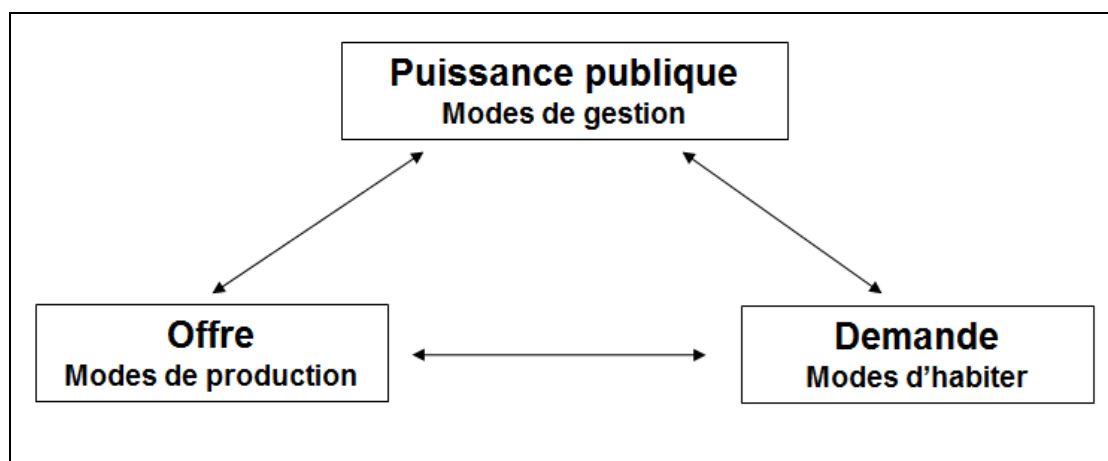 Puissance publique
Modes de gestion
Offre
Modes de production
Demande
Modes d'habiter